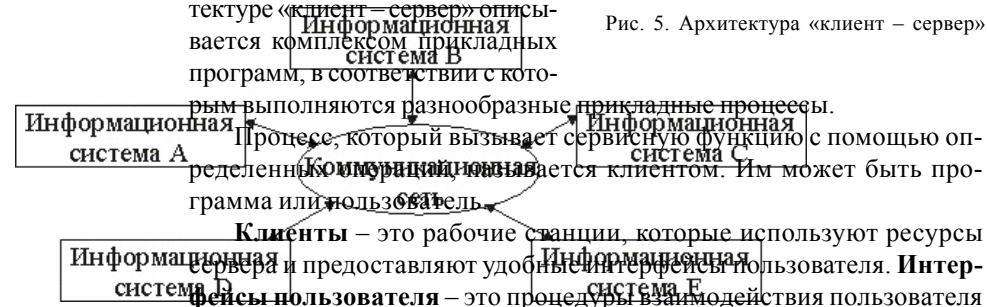 тектуре «клиент – сервер» описы-
вается комплексом прикладных
программ, в соответствии с кото-
рым выполняются разнообразные прикладные процессы.
Процесс, который вызывает сервисную функцию с помощью оп-
ределенных операций, называется клиентом. Им может быть про-
грамма или пользователь.
Клиенты – это рабочие станции, которые используют ресурсы
сервера и предоставляют удобные интерфейсы пользователя. Интер-
фейсы пользователя – это процедуры взаимодействия пользователя
Рис. 5. Архитектура «клиент – сервер»
Информационная
система B
Информационная
система A
Информационная
система C
Коммуникационная
сеть
Информационная
система D
Информационная
система E